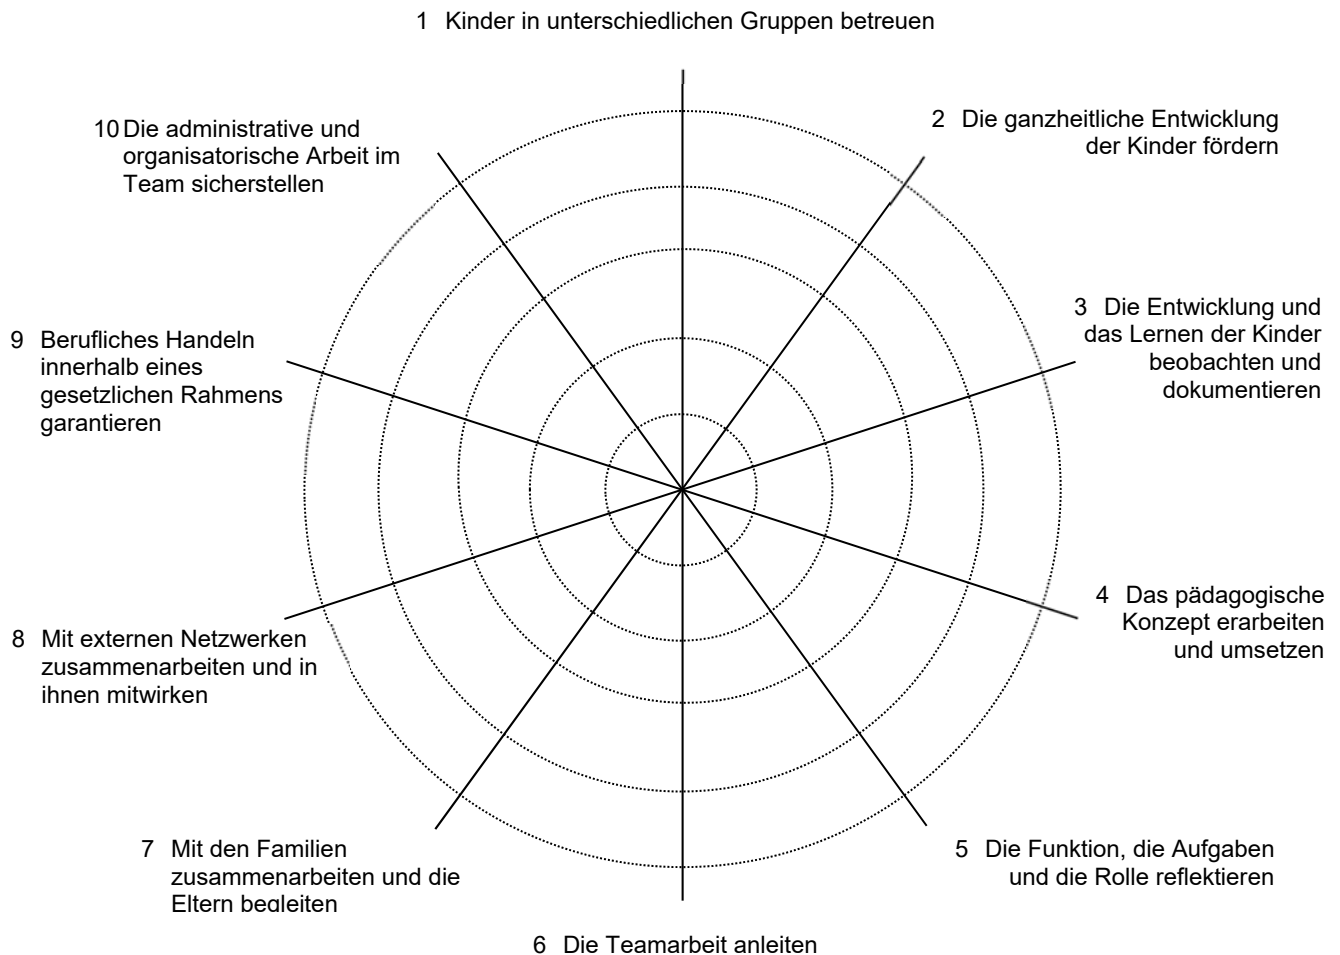 1 Kinder in unterschiedlichen Gruppen betreuen
2 Die ganzheitliche Entwicklung
der Kinder fördern
3 Die Entwicklung und
das Lernen der Kinder
beobachten und
dokumentieren
4 Das pädagogische
Konzept erarbeiten
und umsetzen
5 Die Funktion, die Aufgaben
und die Rolle reflektieren
6 Die Teamarbeit anleiten
7 Mit den Familien
zusammenarbeiten und die
Eltern begleiten
8 Mit externen Netzwerken
zusammenarbeiten und in
ihnen mitwirken
9 Berufliches Handeln
innerhalb eines
gesetzlichen Rahmens
garantieren
10 Die administrative und
organisatorische Arbeit im
Team sicherstellen